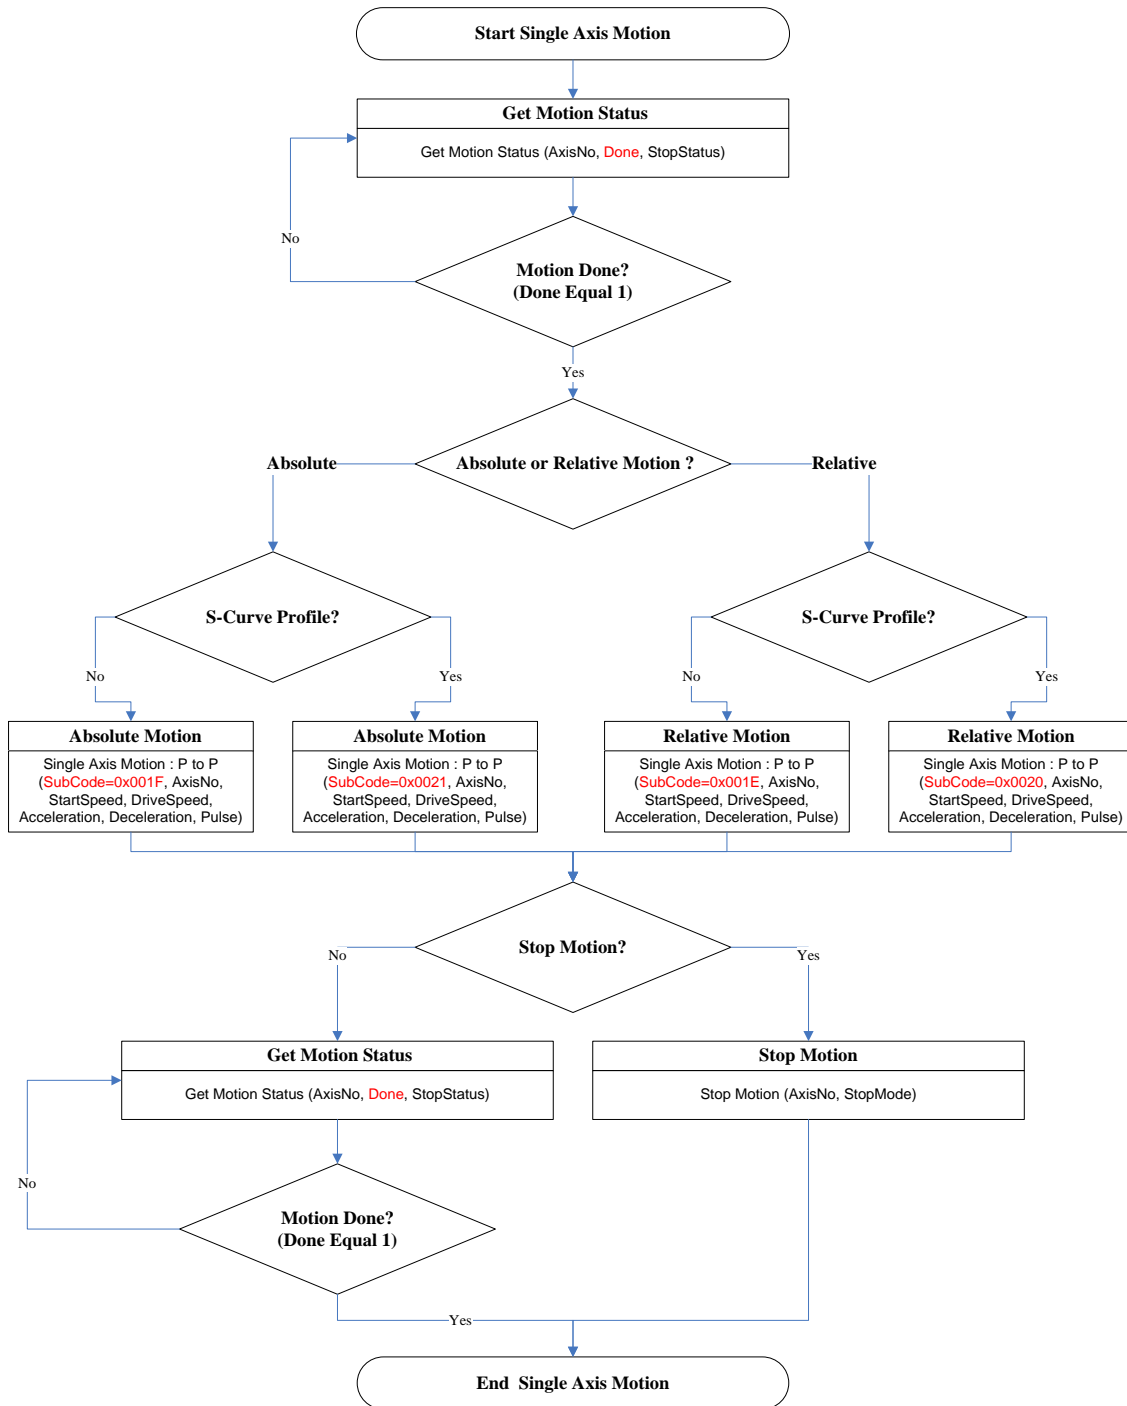 Start Single Axis Motion
Get Motion Status
Get Motion Status (AxisNo, Done, StopStatus)
No
Motion Done?
(Done Equal 1)
Yes
Absolute
Absolute or Relative Motion ?
Relative
S-Curve Profile?
S-Curve Profile?
No
Yes
No
Yes
Absolute Motion
Single Axis Motion : P to P
(SubCode=0x001F, AxisNo,
StartSpeed, DriveSpeed,
Acceleration, Deceleration, Pulse)
Absolute Motion
Single Axis Motion : P to P
(SubCode=0x0021, AxisNo,
StartSpeed, DriveSpeed,
Acceleration, Deceleration, Pulse)
Relative Motion
Single Axis Motion : P to P
(SubCode=0x001E, AxisNo,
StartSpeed, DriveSpeed,
Acceleration, Deceleration, Pulse)
Relative Motion
Single Axis Motion : P to P
(SubCode=0x0020, AxisNo,
StartSpeed, DriveSpeed,
Acceleration, Deceleration, Pulse)
Stop Motion?
No
Yes
Get Motion Status
Get Motion Status (AxisNo, Done, StopStatus)
Stop Motion
Stop Motion (AxisNo, StopMode)
No
Motion Done?
(Done Equal 1)
Yes
End  Single Axis Motion